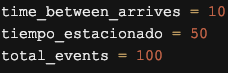 time_between_arrives = 10
tiempo_estacionado = 50
total_events = 100